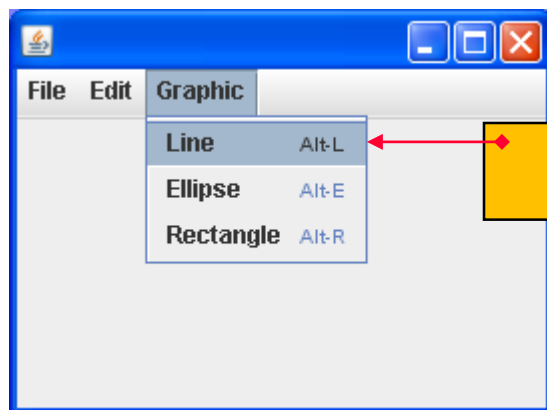 File Edit Graphic
Line Alt-L
Ellipse Alt-E
Rectangle Alt-R